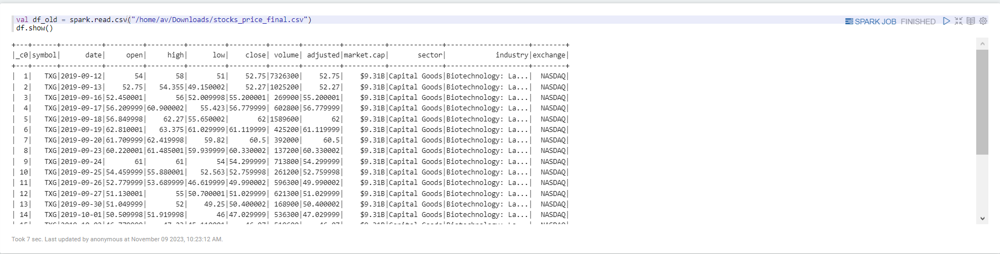 val df_old = spark.read.csv("/home/av/Downloads/stocks_price_final.csv")
SPARK JOB FINISHED
df.show()
+---+------+----------+---------+---------+---------+---------+-------+---------+----------+-------------+--------------------+--------+
|_c0|symbol|      date|     open|     high|      low|    close| volume| adjusted|market.cap|       sector|            industry|exchange|
+---+------+----------+---------+---------+---------+---------+-------+---------+----------+-------------+--------------------+--------+
|  1|   TXG|2019-09-12|       54|       58|       51|    52.75|7326300|    52.75|    $9.31B|Capital Goods|Biotechnology: La...|  NASDAQ|
|  2|   TXG|2019-09-13|    52.75|   54.355|49.150002|    52.27|1025200|    52.27|    $9.31B|Capital Goods|Biotechnology: La...|  NASDAQ|
|  3|   TXG|2019-09-16|52.450001|       56|52.009998|55.200001| 269900|55.200001|    $9.31B|Capital Goods|Biotechnology: La...|  NASDAQ|
|  4|   TXG|2019-09-17|56.209999|60.900002|   55.423|56.779999| 602800|56.779999|    $9.31B|Capital Goods|Biotechnology: La...|  NASDAQ|
|  5|   TXG|2019-09-18|56.849998|    62.27|55.650002|       62|1589600|       62|    $9.31B|Capital Goods|Biotechnology: La...|  NASDAQ|
|  6|   TXG|2019-09-19|62.810001|   63.375|61.029999|61.119999| 425200|61.119999|    $9.31B|Capital Goods|Biotechnology: La...|  NASDAQ|
|  7|   TXG|2019-09-20|61.709999|62.419998|    59.82|     60.5| 392000|     60.5|    $9.31B|Capital Goods|Biotechnology: La...|  NASDAQ|
|  8|   TXG|2019-09-23|60.220001|61.485001|59.939999|60.330002| 137200|60.330002|    $9.31B|Capital Goods|Biotechnology: La...|  NASDAQ|
|  9|   TXG|2019-09-24|       61|       61|       54|54.299999| 713800|54.299999|    $9.31B|Capital Goods|Biotechnology: La...|  NASDAQ|
| 10|   TXG|2019-09-25|54.459999|55.880001|   52.563|52.759998| 261200|52.759998|    $9.31B|Capital Goods|Biotechnology: La...|  NASDAQ|
| 11|   TXG|2019-09-26|52.779999|53.689999|46.619999|49.990002| 596300|49.990002|    $9.31B|Capital Goods|Biotechnology: La...|  NASDAQ|
| 12|   TXG|2019-09-27|51.130001|       55|50.700001|51.029999| 621300|51.029999|    $9.31B|Capital Goods|Biotechnology: La...|  NASDAQ|
| 13|   TXG|2019-09-30|51.049999|       52|    49.25|50.400002| 168900|50.400002|    $9.31B|Capital Goods|Biotechnology: La...|  NASDAQ|
| 14|   TXG|2019-10-01|50.509998|51.919998|       46|47.029999| 536300|47.029999|    $9.31B|Capital Goods|Biotechnology: La...|  NASDAQ|
Took 7 sec. Last updated by anonymous at November 09 2023, 10:23:12 AM.